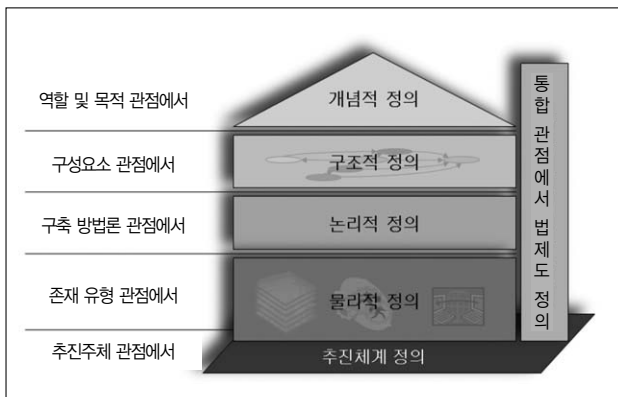 역할 및 목적 관점에서
개념적 정의
구성요소 관점에서
구조적 정의
구축 방법론 관점에서
논리적 정의
존재 유형 관점에서
물리적 정의
추진주체 관점에서
추진체계 정의
통합 관점에서 법제도 정의